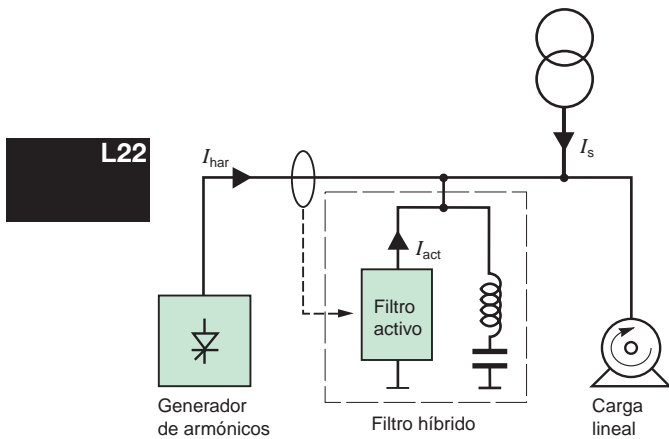 L22
I_har
I_s
I_act
Filtro
activo
Generador
de armónicos
Filtro híbrido
Carga
lineal